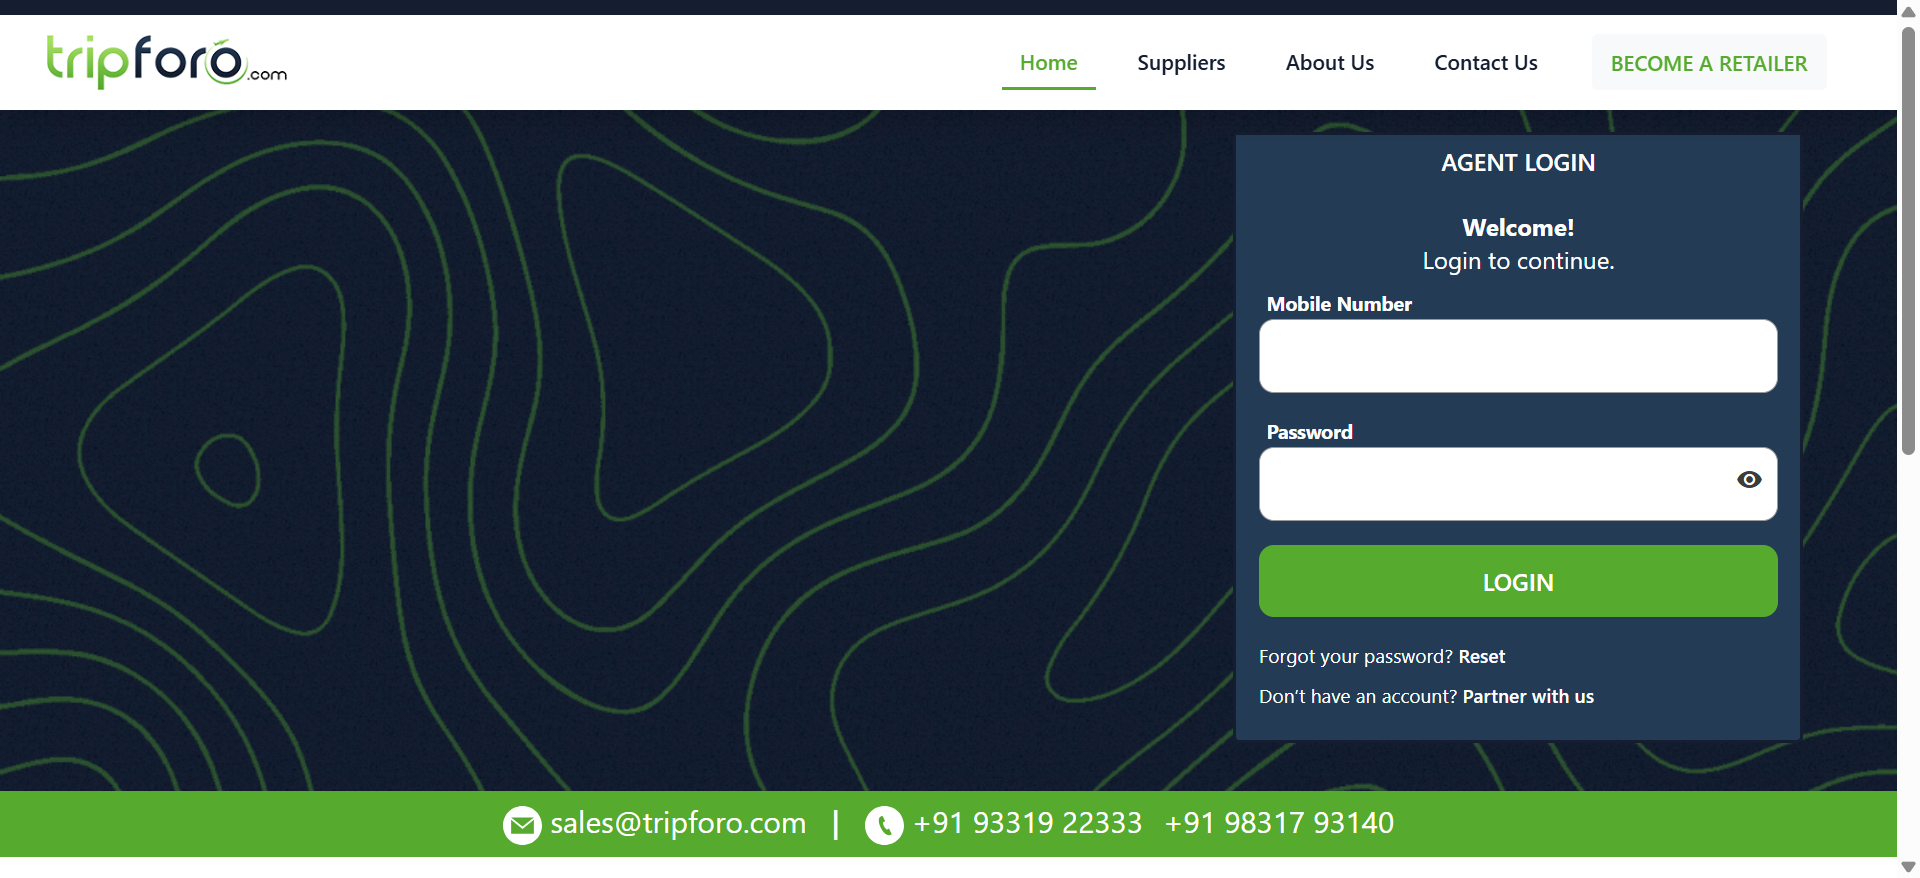 tripforo.com
Home Suppliers About Us Contact Us BECOME A RETAILER
AGENT LOGIN
Welcome!
Login to continue.
Mobile Number
Password
LOGIN
Forgot your password? Reset
Don’t have an account? Partner with us
sales@tripforo.com | +91 93319 22333 +91 98317 93140